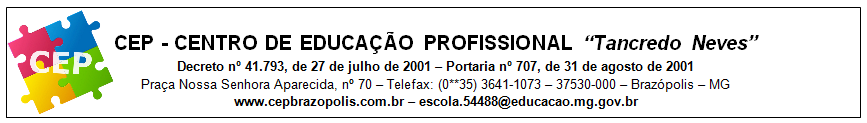 CEP
CEP - CENTRO DE EDUCAÇÃO PROFISSIONAL “Tancredo Neves”
Decreto nº 41.793, de 27 de julho de 2001 – Portaria nº 707, de 31 de agosto de 2001
Praça Nossa Senhora Aparecida, nº 70 – Telefax: (0**35) 3641-1073 – 37530-000 – Brazópolis – MG
www.cepbrazopolis.com.br – escola.54488@educacao.mg.gov.br